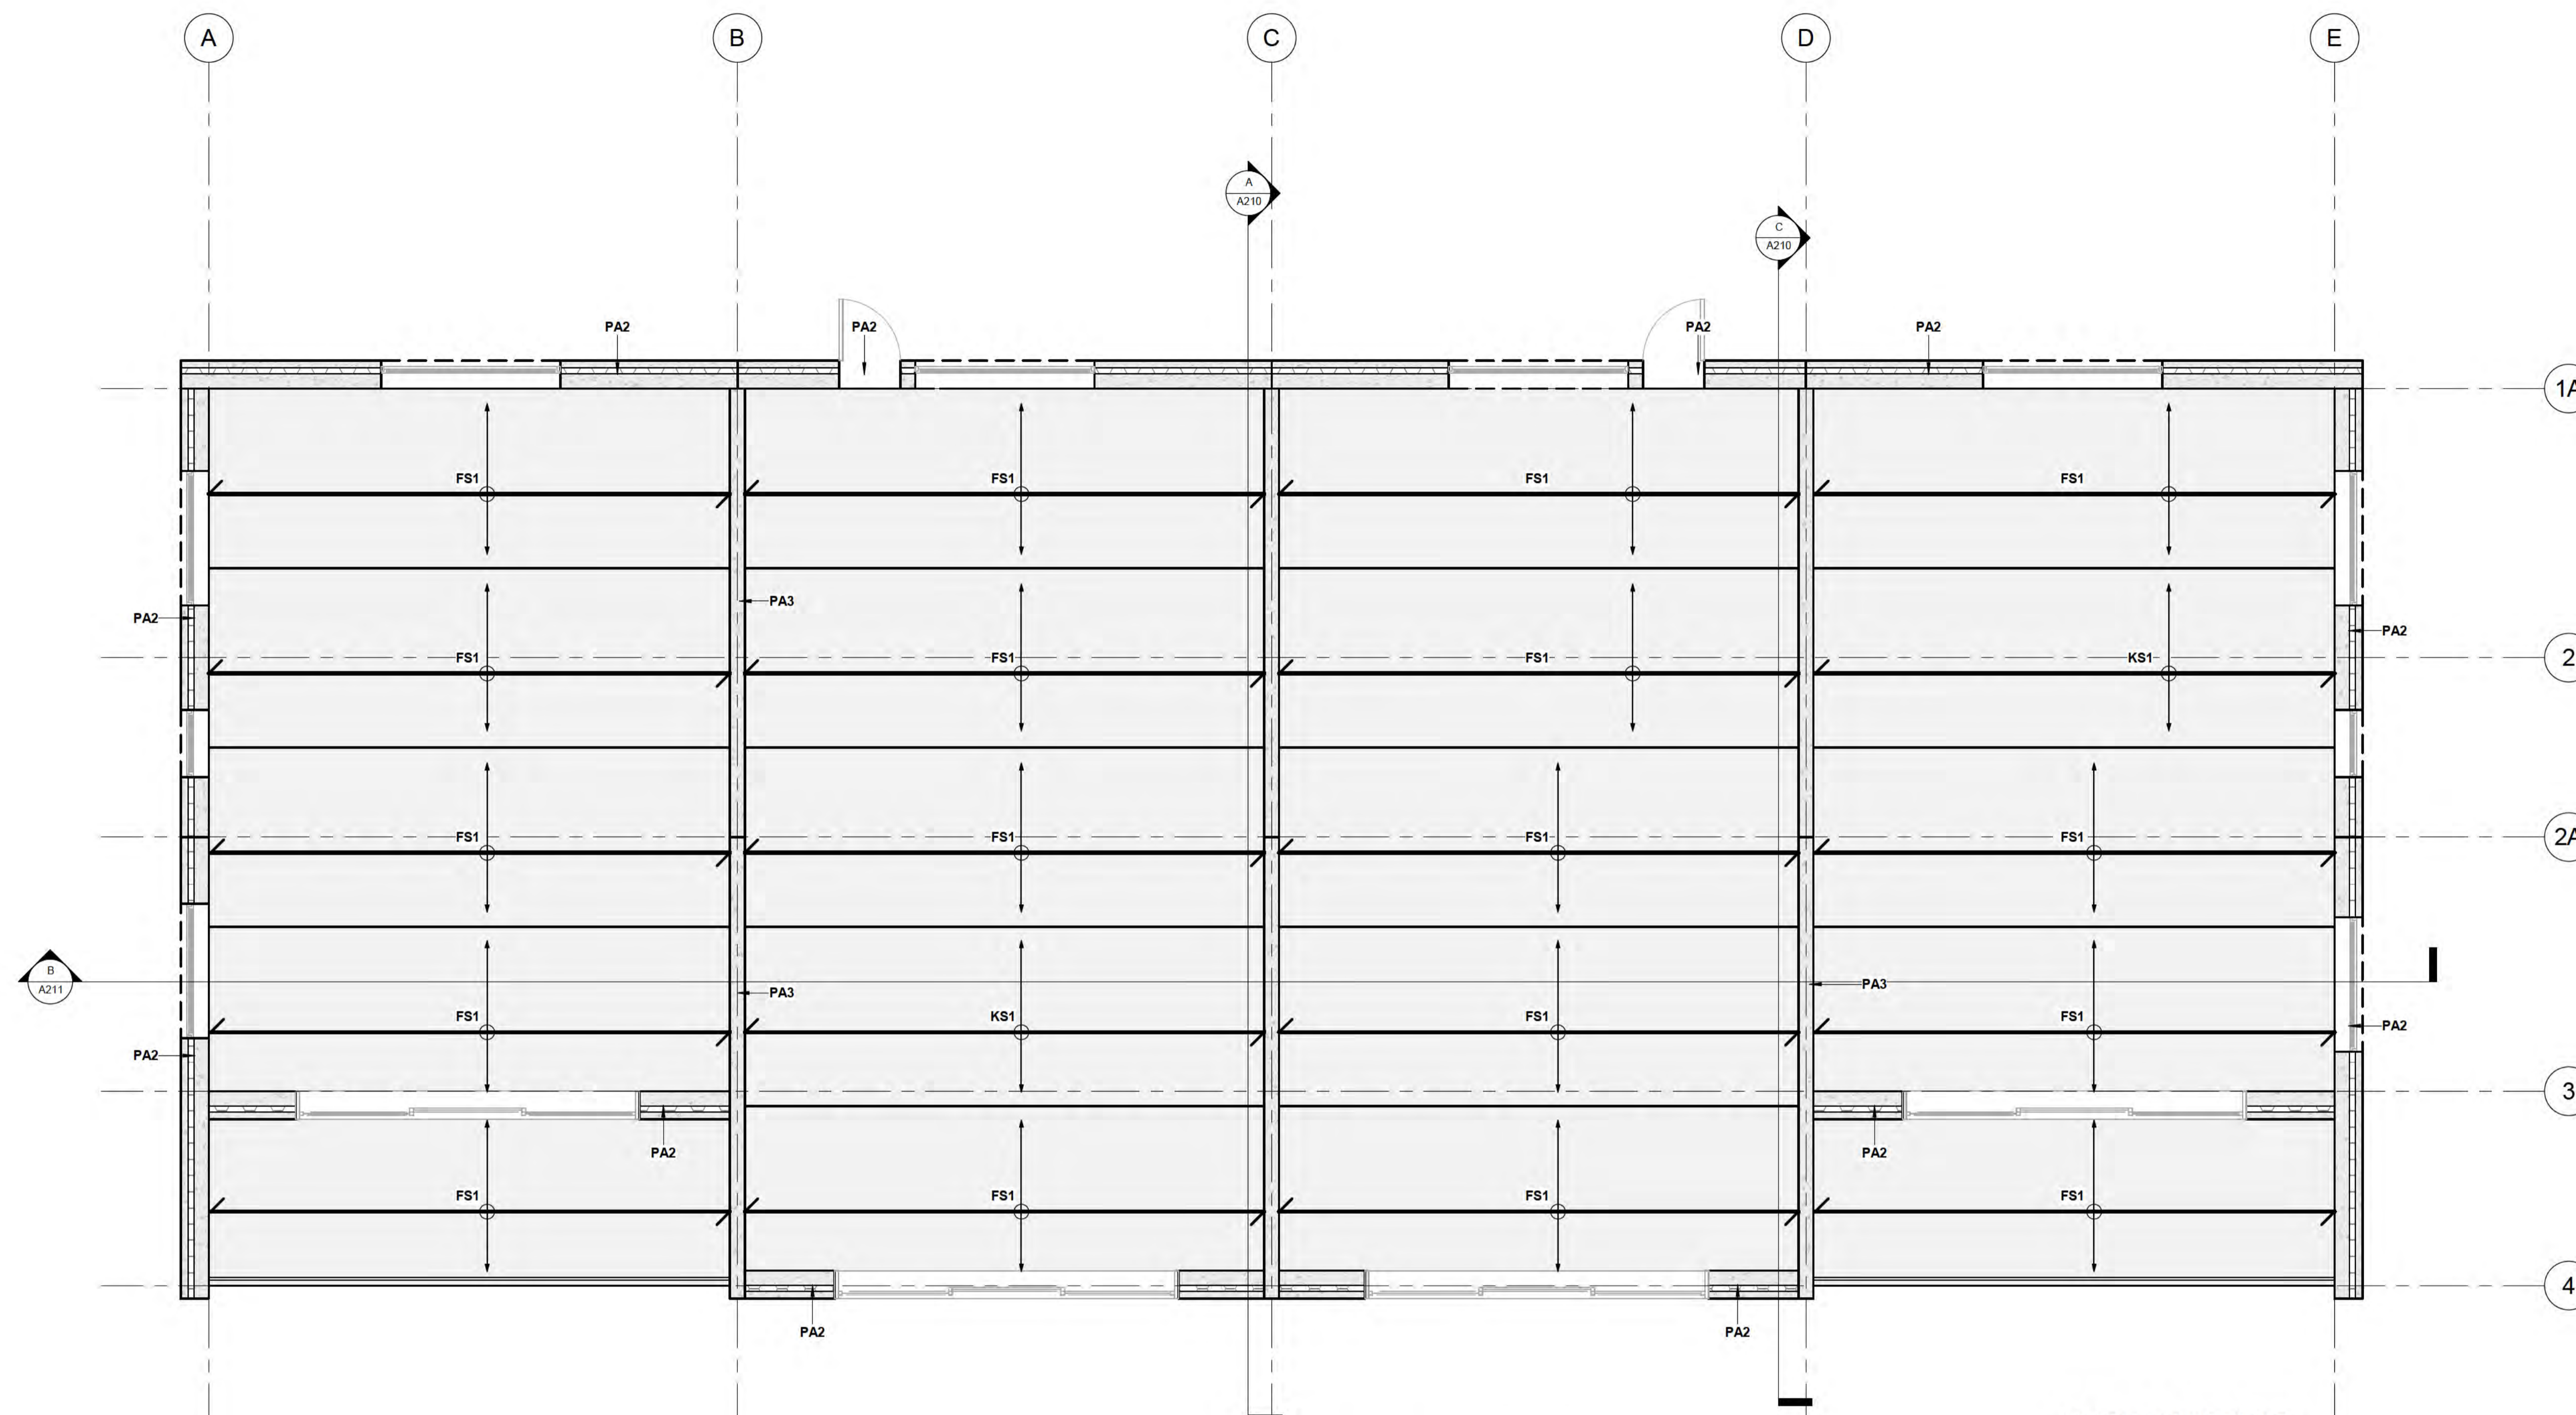 A B C D E
A
A210
C
A210
PA2 PA2 PA2 PA2
1A
FS1 FS1 FS1 FS1
PA3
PA2
PA2
FS1 FS1 FS1 KS1
2
FS1 FS1 FS1 FS1
2A
B
A211
PA3 PA3
FS1 KS1 FS1 FS1
PA2
PA2
3
PA2 PA2
FS1 FS1 FS1 FS1
4
PA2 PA2